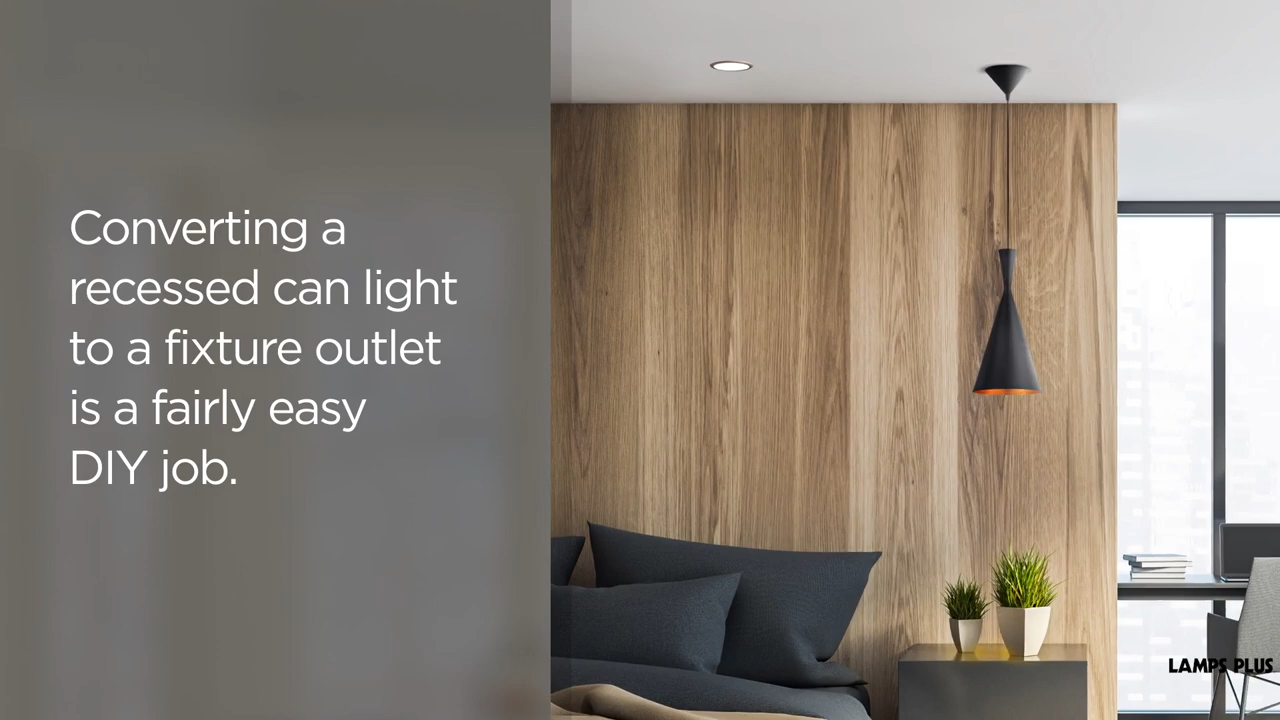 Converting a
recessed can light
to a fixture outlet
is a fairly easy
DIY job.
LAMPS PLUS